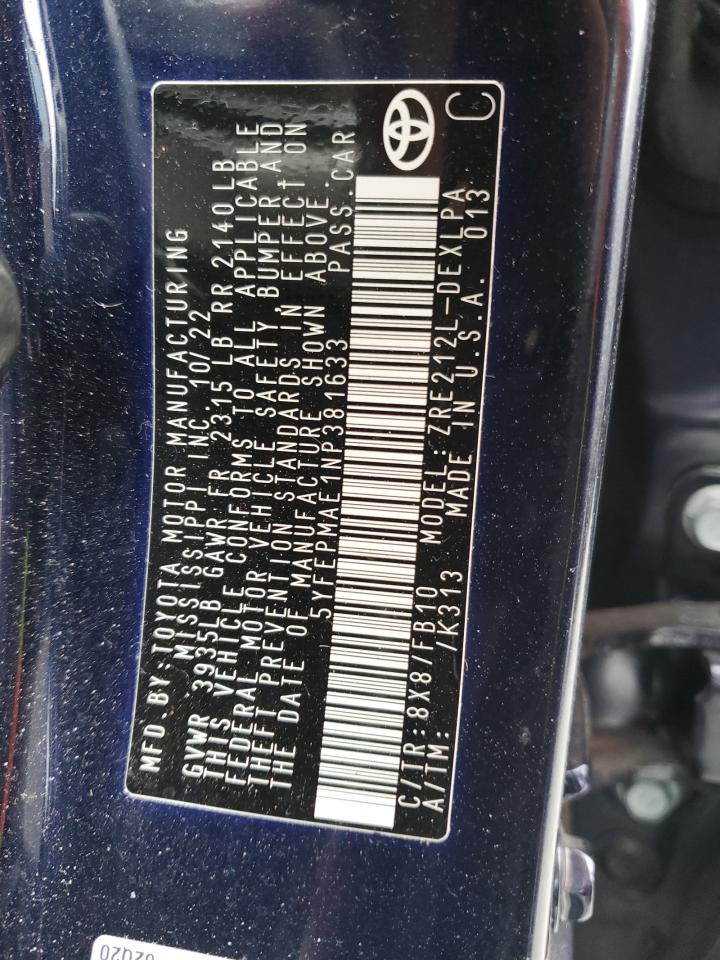 MFD.BY:TOYOTA MOTOR MANUFACTURING
MISSISSIPPI INC. 10/22
GVWR 3935LB GAWR FR 2315 LB RR 2140LB
THIS VEHICLE CONFORMS TO ALL APPLICABLE
FEDERAL MOTOR VEHICLE SAFETY, BUMPER AND
THEFT PREVENTION STANDARDS IN EFFECT ON
THE DATE OF MANUFACTURE SHOWN ABOVE.
5YFEPMAE1NP381633 PASS.CAR
C/TR:8X8/FB10 MODEL:ZRE212L-DEXLPA
A/TM: /K313 MADE IN U.S.A. 013
C